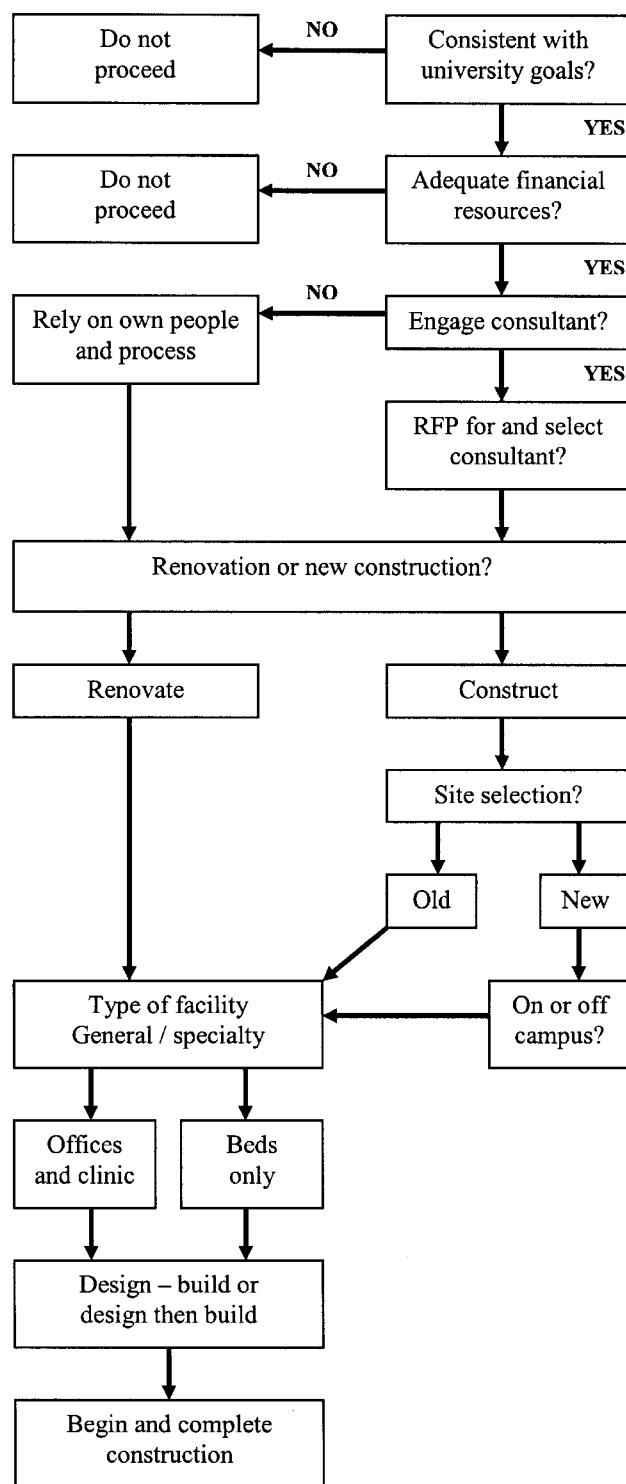 Do not
proceed
NO
Consistent with
university goals?
YES
Do not
proceed
NO
Adequate financial
resources?
YES
Rely on own people
and process
NO
Engage consultant?
YES
RFP for and select
consultant?
Renovation or new construction?
Renovate
Construct
Site selection?
Old
New
Type of facility
General / specialty
On or off
campus?
Offices
and clinic
Beds
only
Design – build or
design then build
Begin and complete
construction